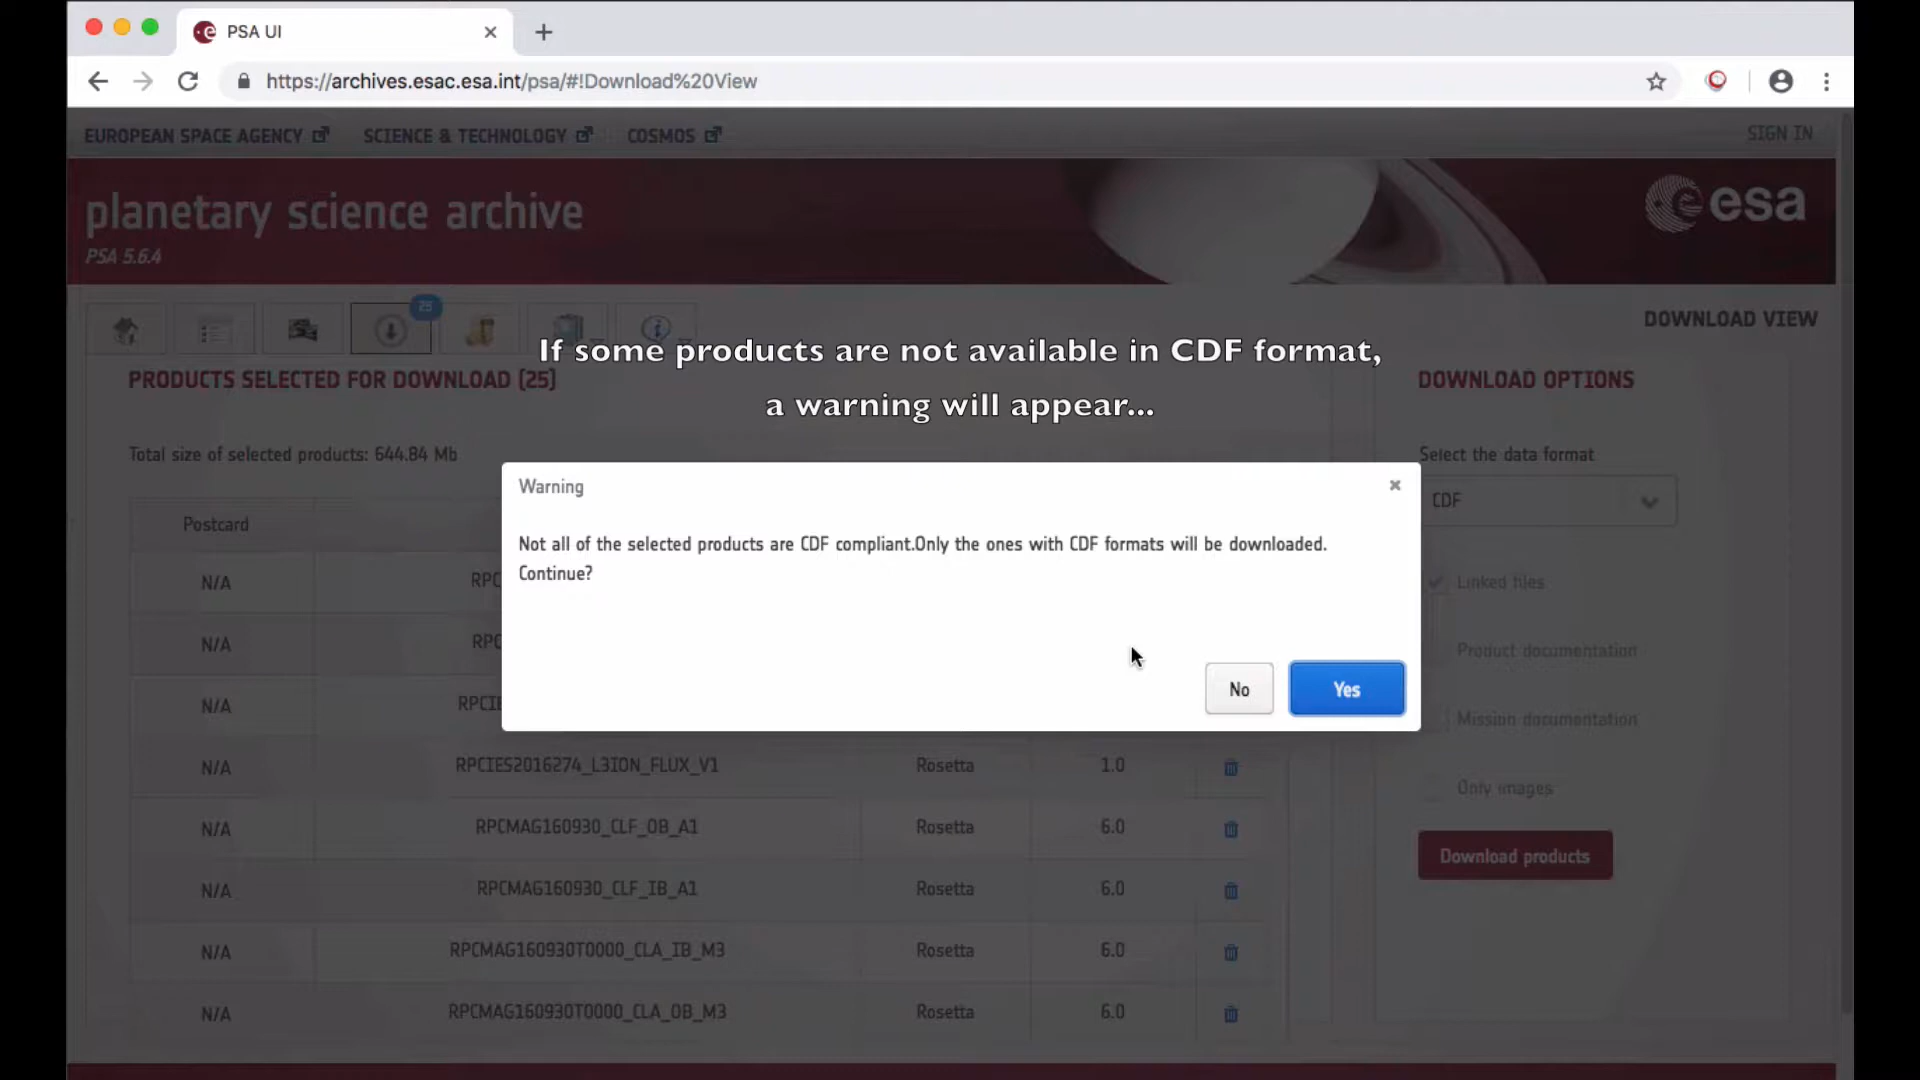 PSA UI
https://archives.esac.esa.int/psa/#!Download%20View
EUROPEAN SPACE AGENCY SCIENCE & TECHNOLOGY COSMOS SIGN IN
planetary science archive
PSA 5.6.4
esa
25
DOWNLOAD VIEW
If some products are not available in CDF format,
a warning will appear...
PRODUCTS SELECTED FOR DOWNLOAD (25)
Total size of selected products: 644.84 Mb
Postcard
N/A RPC
N/A RPC
N/A RPCIE
N/A RPCIES2016274_L3ION_FLUX_V1 Rosetta 1.0
N/A RPCMAG160930_CLF_OB_A1 Rosetta 6.0
N/A RPCMAG160930_CLF_IB_A1 Rosetta 6.0
N/A RPCMAG160930T0000_CLA_IB_M3 Rosetta 6.0
N/A RPCMAG160930T0000_CLA_OB_M3 Rosetta 6.0
Warning
Not all of the selected products are CDF compliant.Only the ones with CDF formats will be downloaded.
Continue?
No
Yes
DOWNLOAD OPTIONS
Select the data format
CDF
Linked files
Product documentation
Mission documentation
Only images
Download products